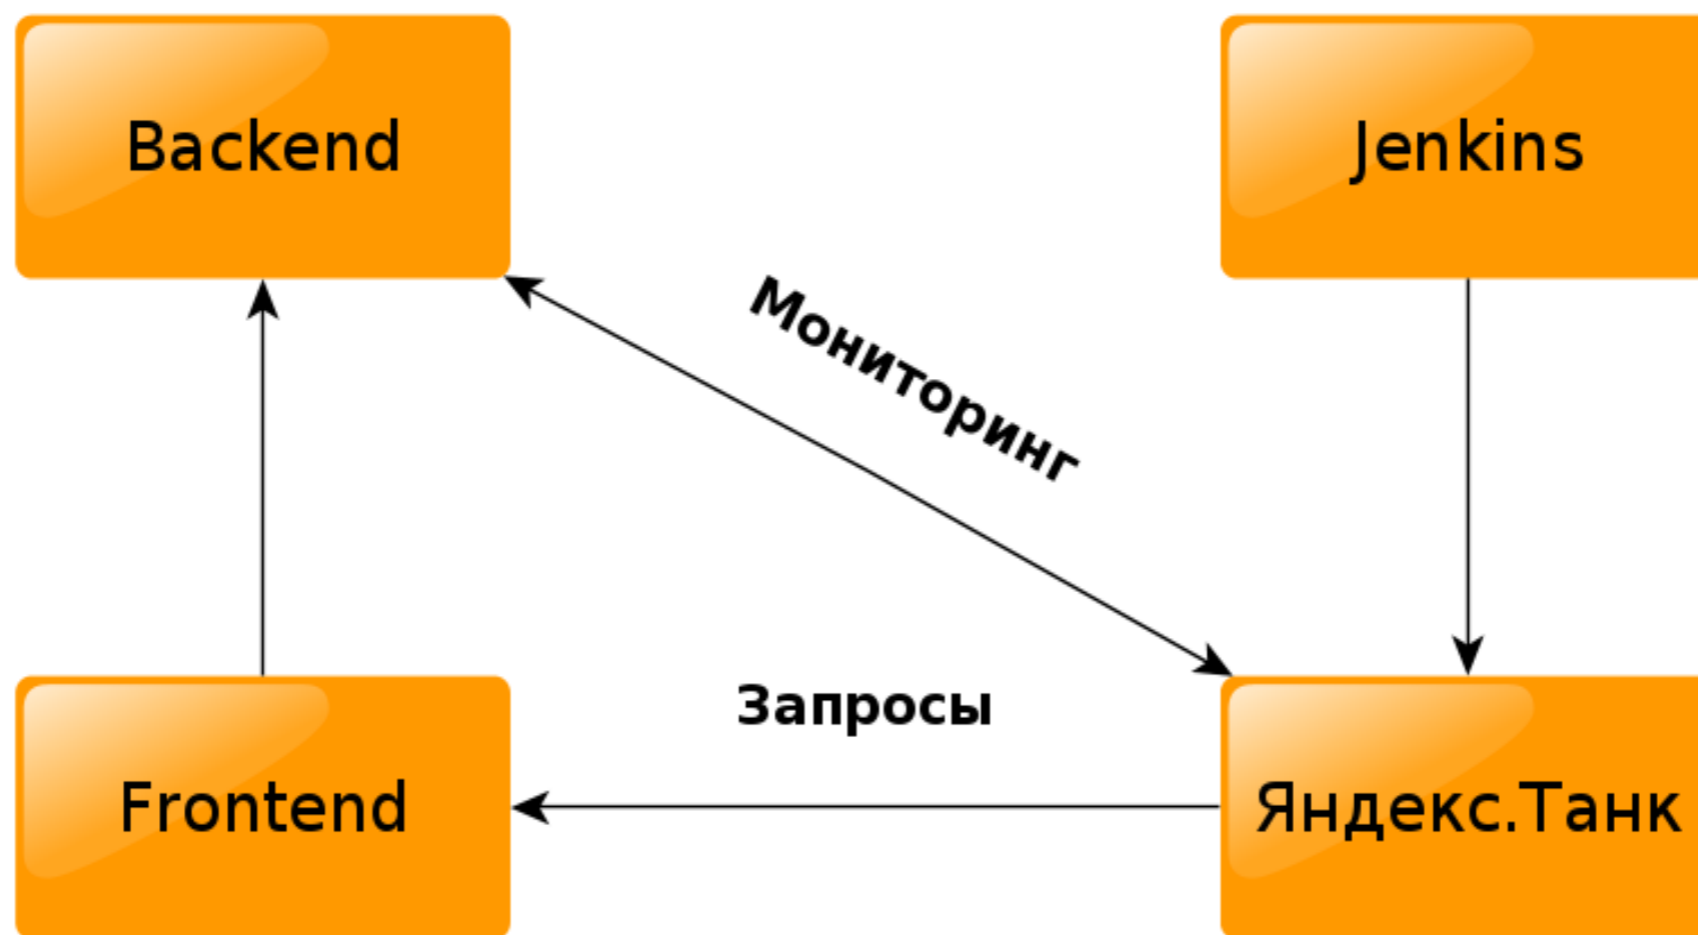 Backend
Jenkins
Мониторинг
Запросы
Frontend
Яндекс.Танк